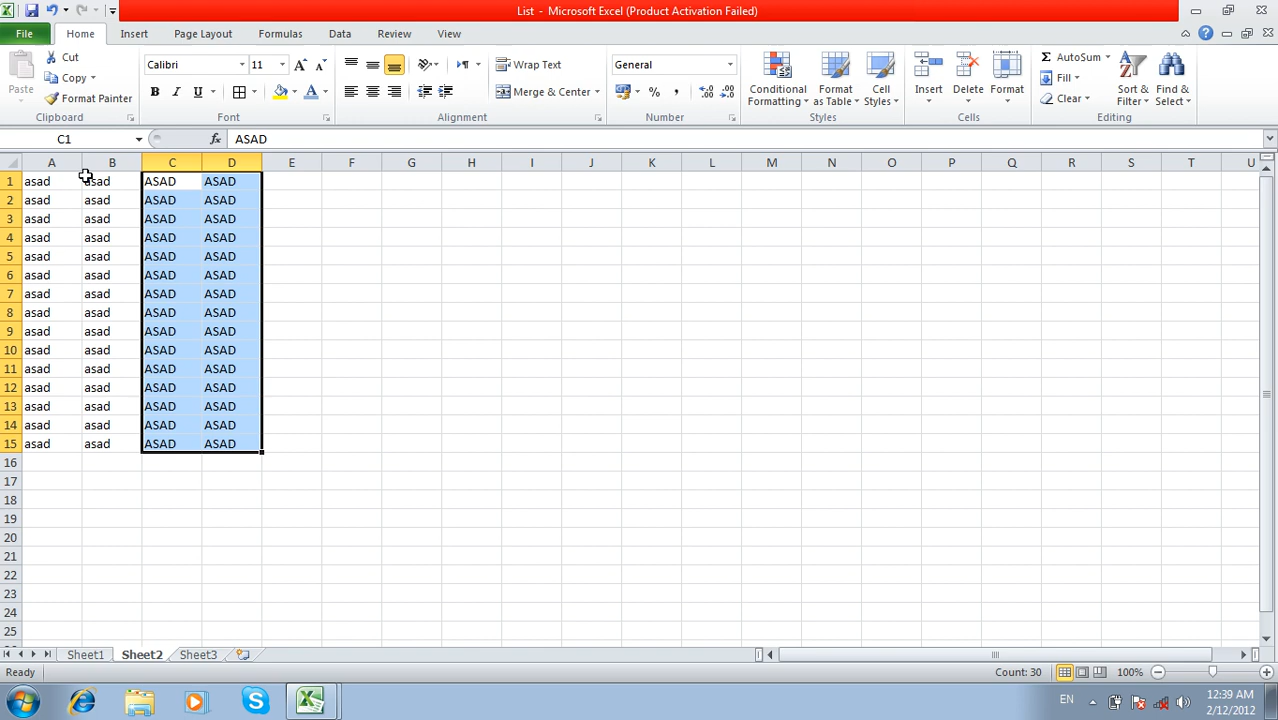 List - Microsoft Excel (Product Activation Failed)
File Home Insert Page Layout Formulas Data Review View
Paste Cut Copy Format Painter Clipboard
Calibri 11 B I U A Font
Wrap Text Merge & Center Alignment
General % , Number
Conditional Formatting Format as Table Cell Styles Styles
Insert Delete Format Cells
AutoSum Fill Clear Sort & Filter Find & Select Editing
C1 fx ASAD
A B C D E F G H I J K L M N O P Q R S T U
1 asad asad ASAD ASAD
2 asad asad ASAD ASAD
3 asad asad ASAD ASAD
4 asad asad ASAD ASAD
5 asad asad ASAD ASAD
6 asad asad ASAD ASAD
7 asad asad ASAD ASAD
8 asad asad ASAD ASAD
9 asad asad ASAD ASAD
10 asad asad ASAD ASAD
11 asad asad ASAD ASAD
12 asad asad ASAD ASAD
13 asad asad ASAD ASAD
14 asad asad ASAD ASAD
15 asad asad ASAD ASAD
16
17
18
19
20
21
22
23
24
25
Sheet1 Sheet2 Sheet3
Ready Count: 30 100%
EN 12:39 AM
2/12/2012